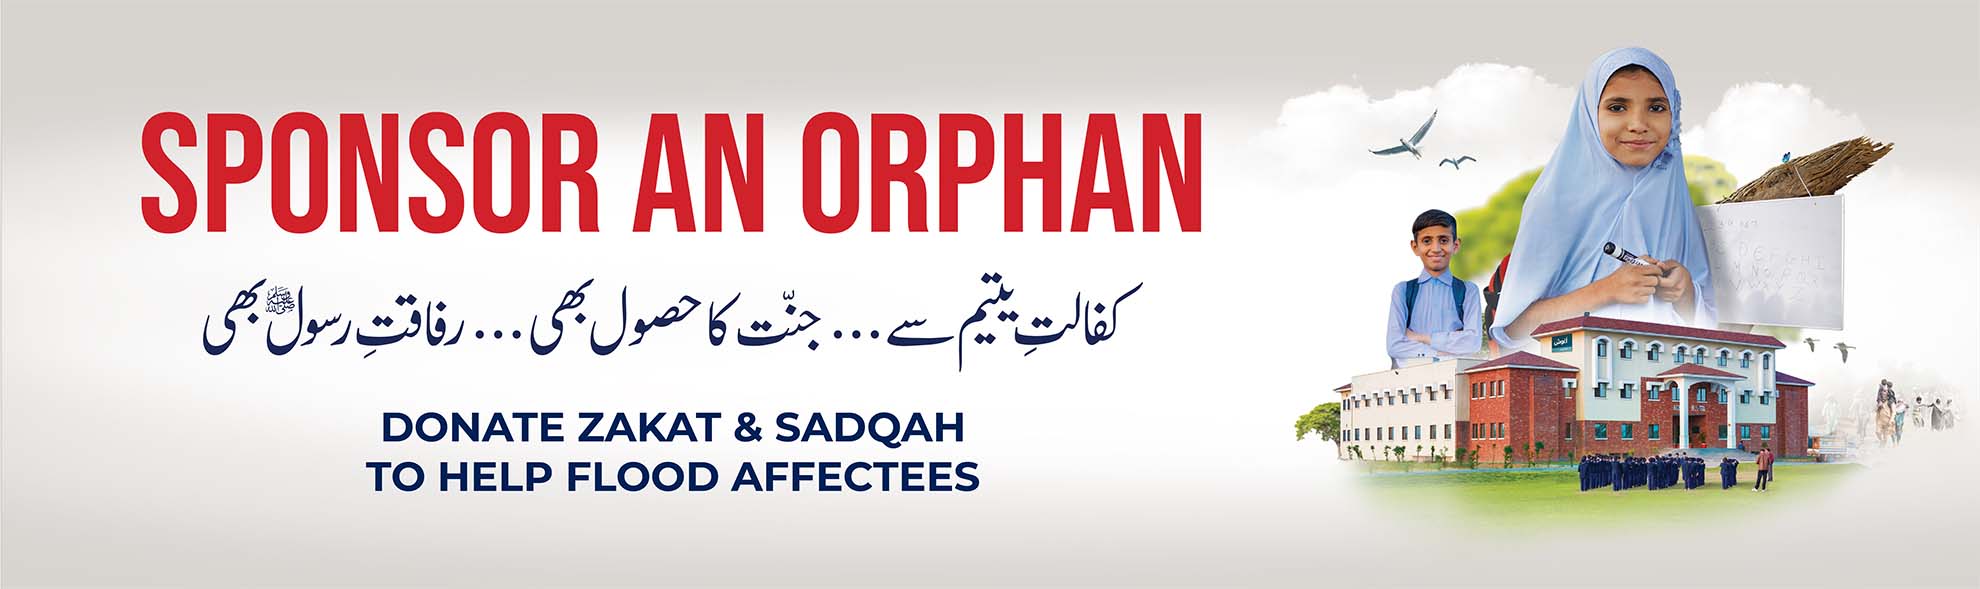 SPONSOR AN ORPHAN
کفالتِ یتیم سے... جنّت کا حصول بھی... رفاقتِ رسول ﷺ بھی
DONATE ZAKAT & SADQAH
TO HELP FLOOD AFFECTEES
آغوش